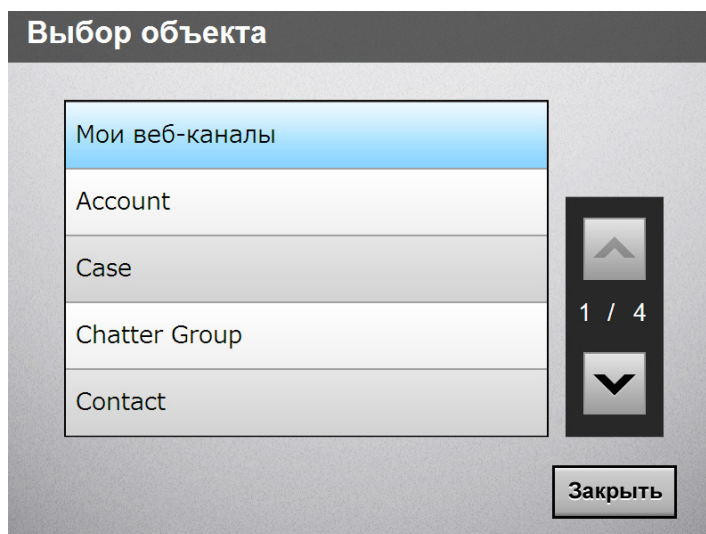 Выбор объекта
Мои веб-каналы
Account
Case
Chatter Group
Contact
1 / 4
Закрыть